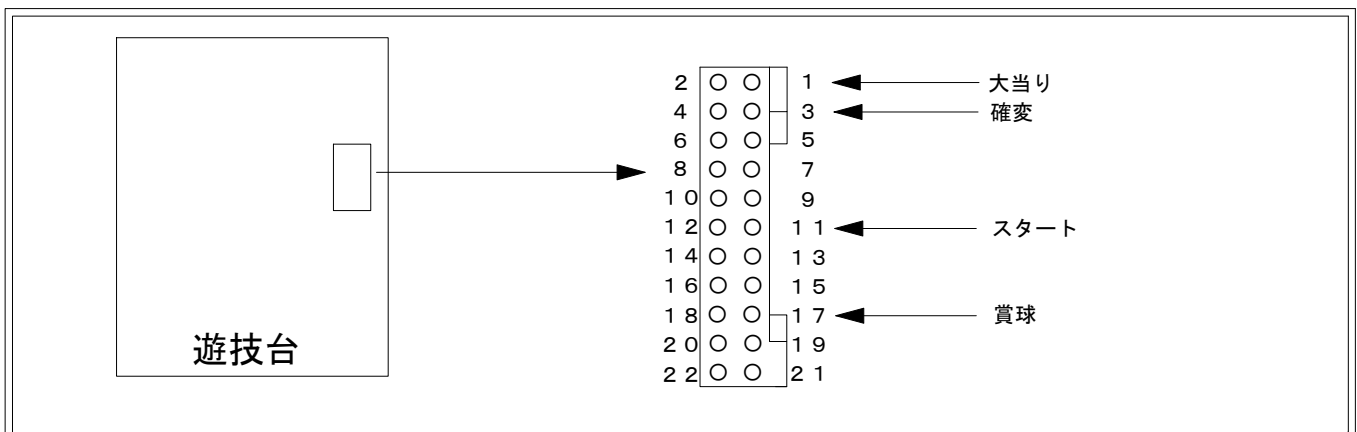 ２ １ 大当り
４ ３ 確変
６ ５
８ ７
１０ ９
１２ １１ スタート
１４ １３
１６ １５
１８ １７ 賞球
２０ １９
２２ ２１
遊技台